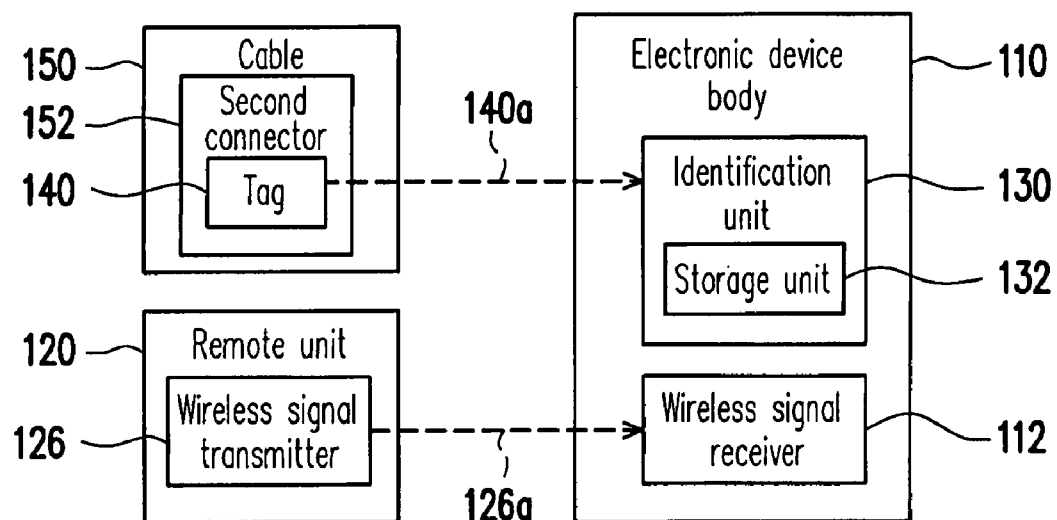 150
Cable
152
Second
connector
140
Tag
140a
Electronic device
body
110
Identification
unit
130
Storage unit
132
120
Remote unit
126
Wireless signal
transmitter
126a
Wireless signal
receiver
112